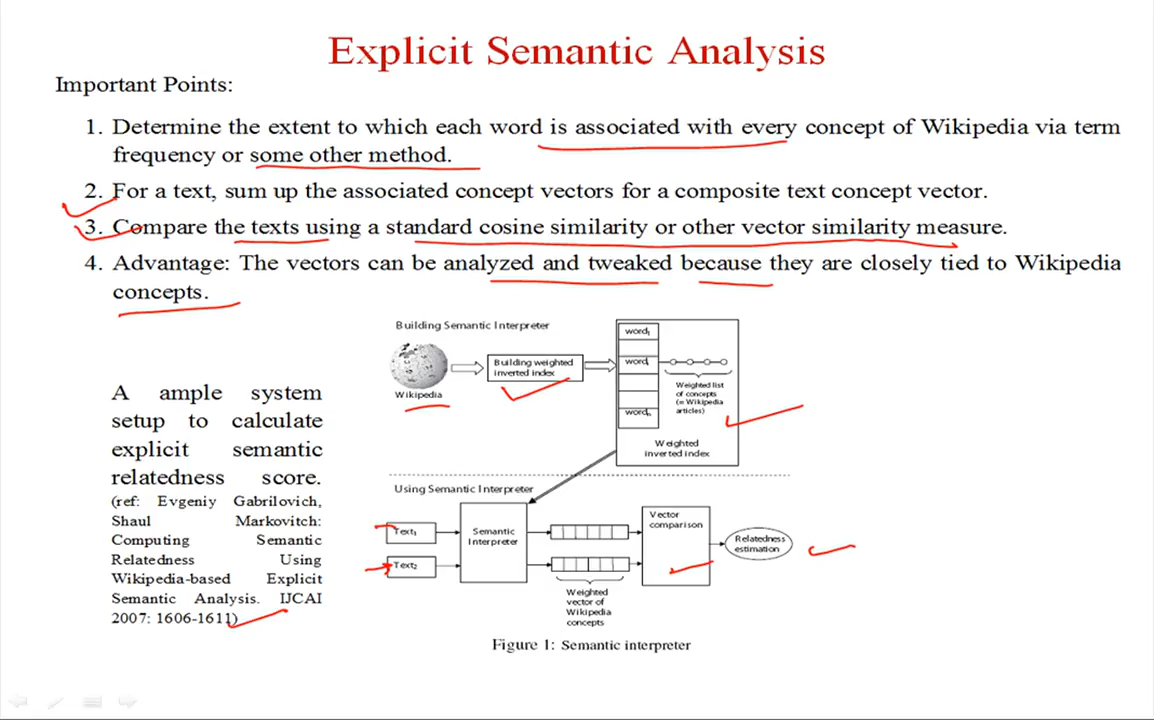 Explicit Semantic Analysis
Important Points:
1. Determine the extent to which each word is associated with every concept of Wikipedia via term
frequency or some other method.
2. For a text, sum up the associated concept vectors for a composite text concept vector.
3. Compare the texts using a standard cosine similarity or other vector similarity measure.
4. Advantage: The vectors can be analyzed and tweaked because they are closely tied to Wikipedia
concepts.
A ample system
setup to calculate
explicit semantic
relatedness score.
(ref: Evgeniy Gabrilovich,
Shaul Markovitch:
Computing Semantic
Relatedness Using
Wikipedia-based Explicit
Semantic Analysis. IJCAI
2007: 1606-1611)
Building Semantic Interpreter
Wikipedia
Building weighted
inverted index
word1
wordi
wordn
Weighted list
of concepts
(= Wikipedia
articles)
Weighted
inverted index
Using Semantic Interpreter
Text1
Text2
Semantic
Interpreter
Weighted
vector of
Wikipedia
concepts
Vector
comparison
Relatedness
estimation
Figure 1: Semantic interpreter